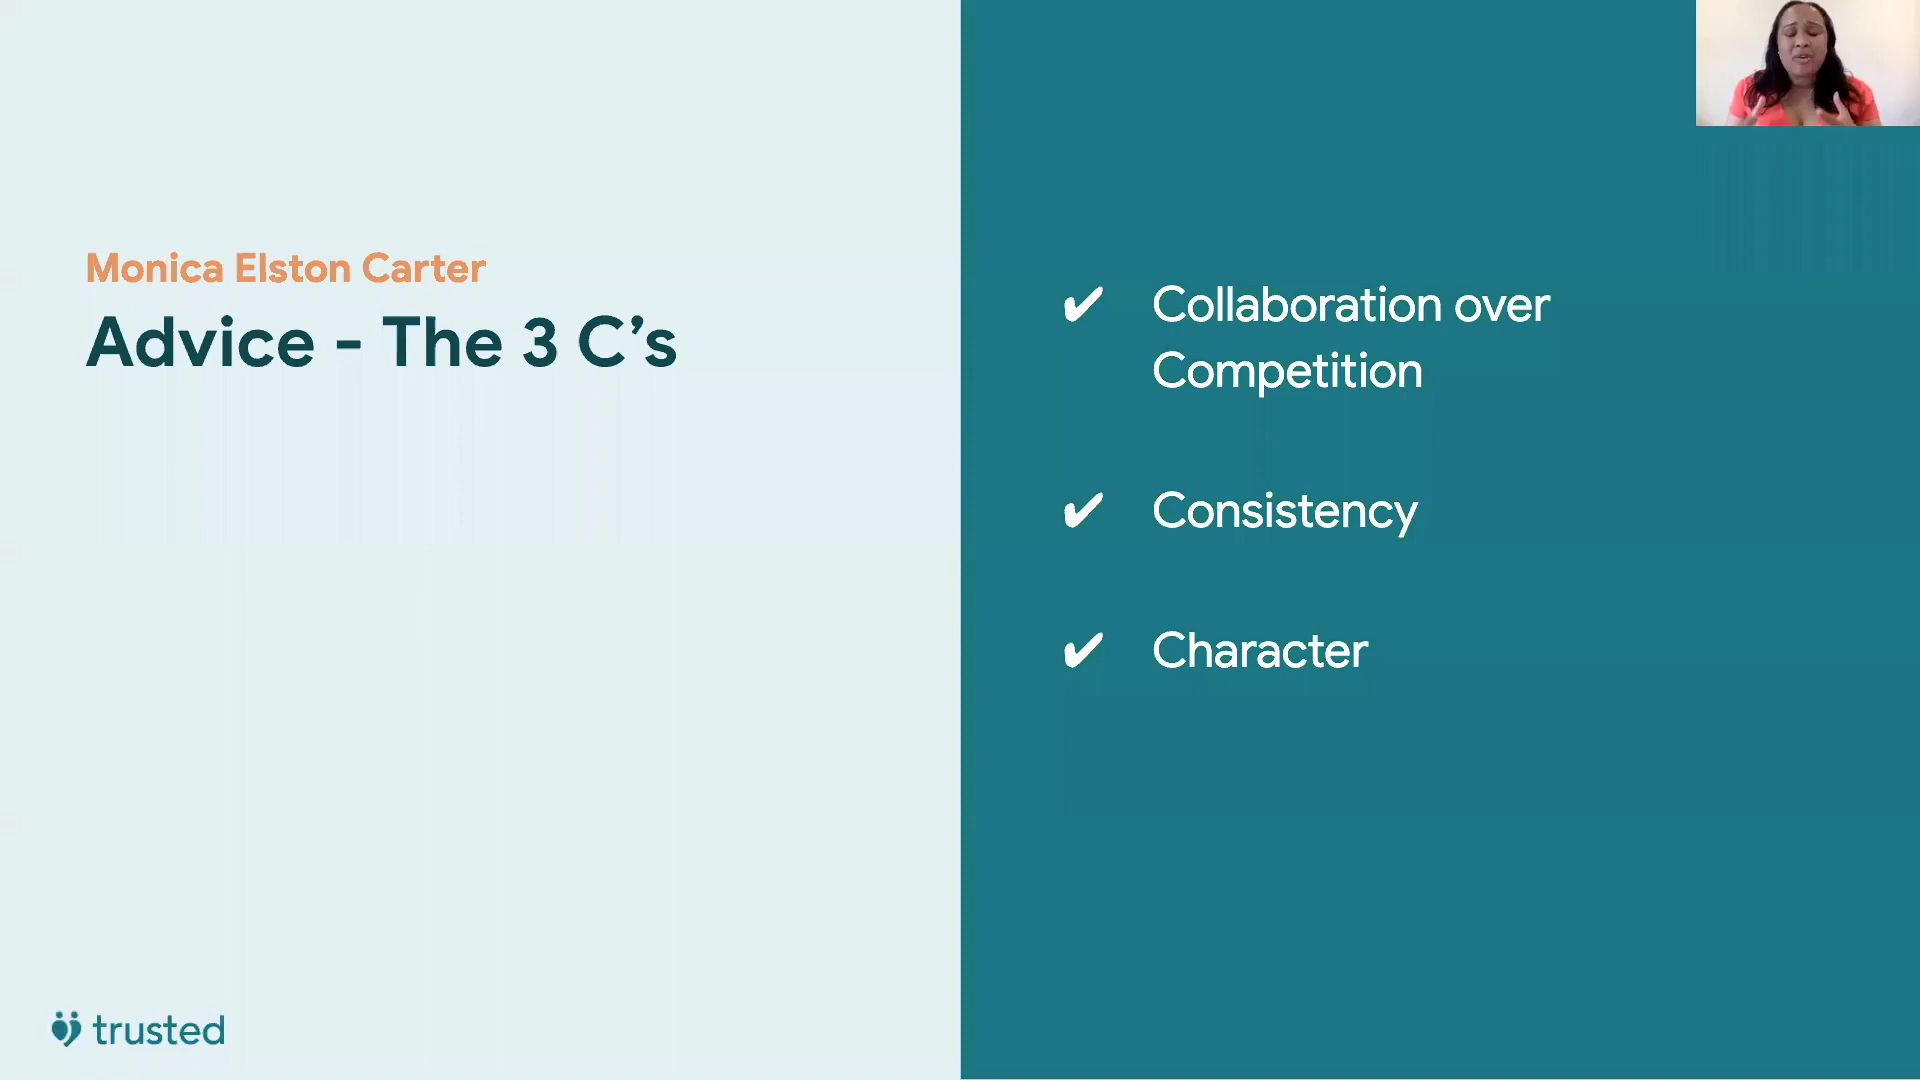 Monica Elston Carter
Advice - The 3 C’s
✔ Collaboration over
Competition
✔ Consistency
✔ Character
trusted